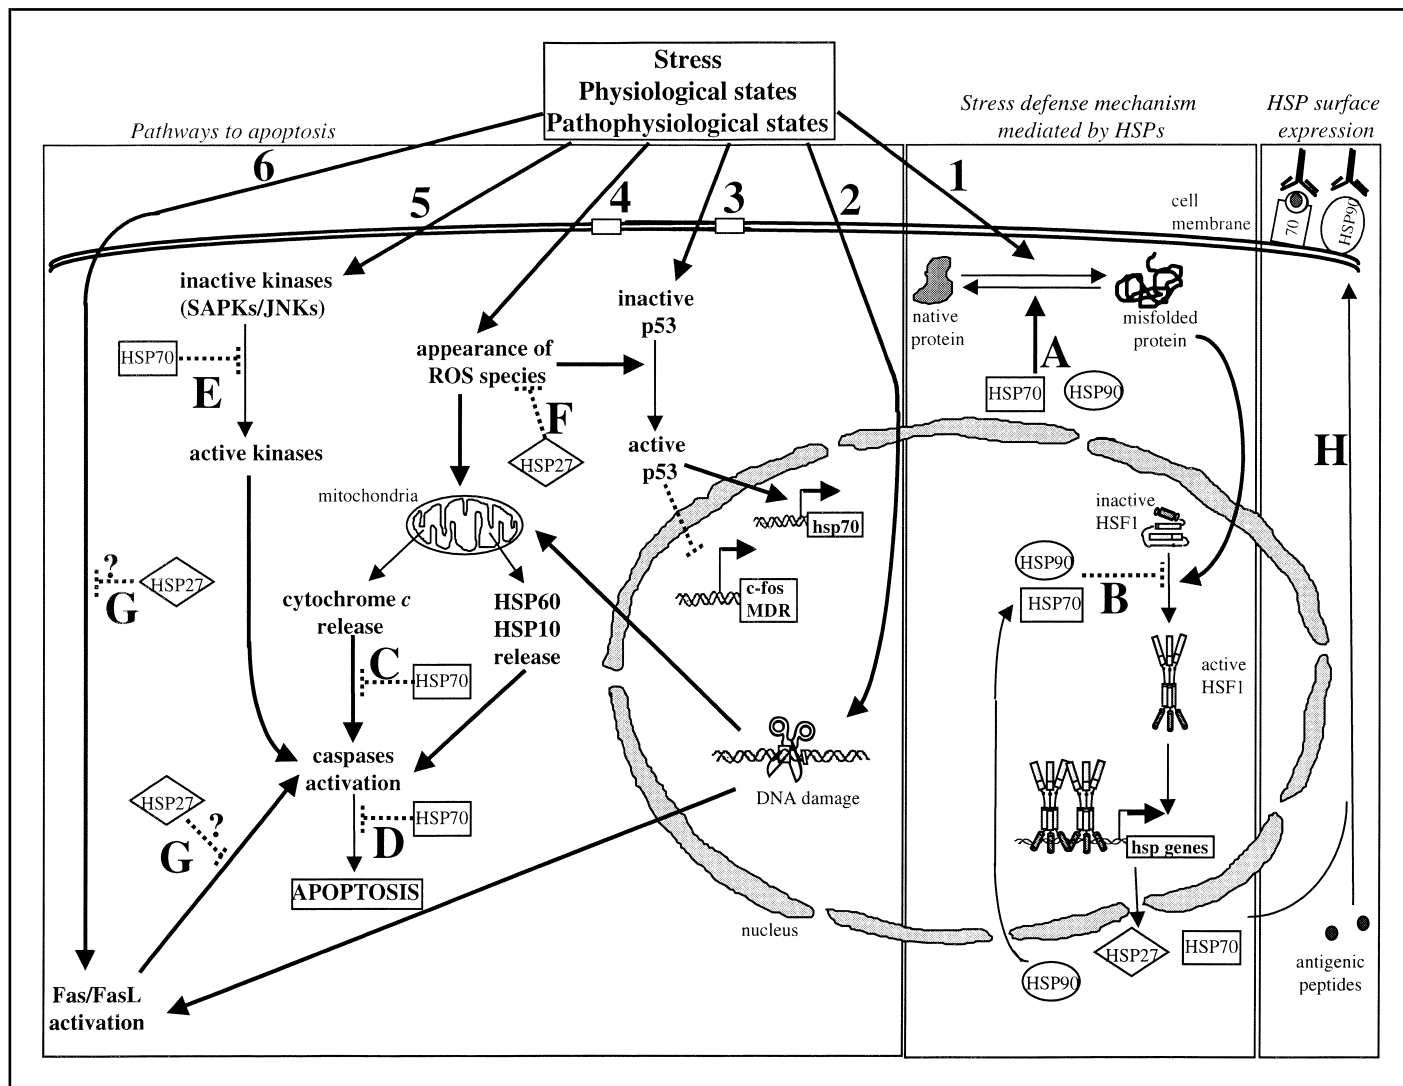 Stress
Physiological states
Pathophysiological states
Pathways to apoptosis
Stress defense mechanism
mediated by HSPs
HSP surface
expression
6
5
4
3
2
1
cell
membrane
70
HSP90
inactive kinases
(SAPKs/JNKs)
HSP70
E
active kinases
appearance of
ROS species
F
HSP27
inactive
p53
active
p53
native
protein
misfolded
protein
A
HSP70
HSP90
H
mitochondria
hsp70
c-fos
MDR
inactive
HSF1
HSP90
HSP70
B
active
HSF1
?
HSP27
G
cytochrome c
release
HSP60
HSP10
release
C
HSP70
caspases
activation
HSP27
?
G
D
HSP70
APOPTOSIS
DNA damage
hsp genes
nucleus
HSP90
HSP27
HSP70
antigenic
peptides
Fas/FasL
activation